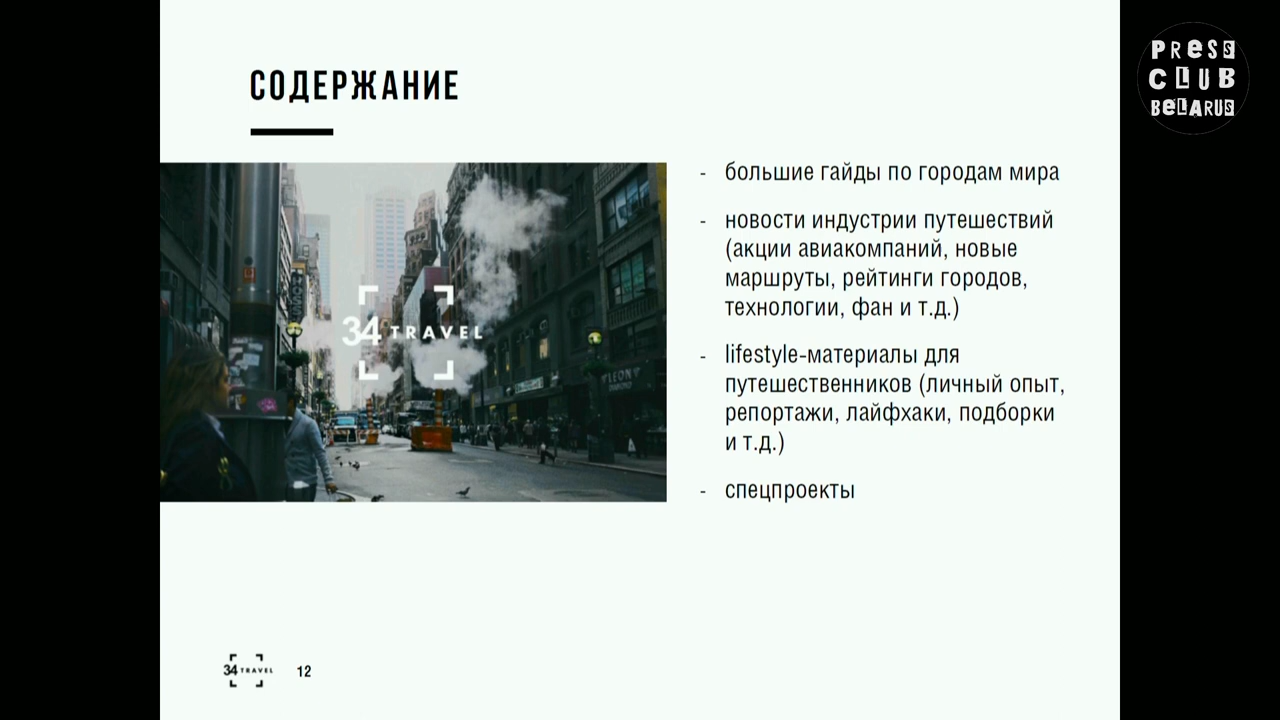 СОДЕРЖАНИЕ
- большие гайды по городам мира
- новости индустрии путешествий
(акции авиакомпаний, новые
маршруты, рейтинги городов,
технологии, фан и т.д.)
- lifestyle-материалы для
путешественников (личный опыт,
репортажи, лайфхаки, подборки
и т.д.)
- спецпроекты
34 TRAVEL
LEON
34 TRAVEL
12
PRESS
CLUB
BELARUS